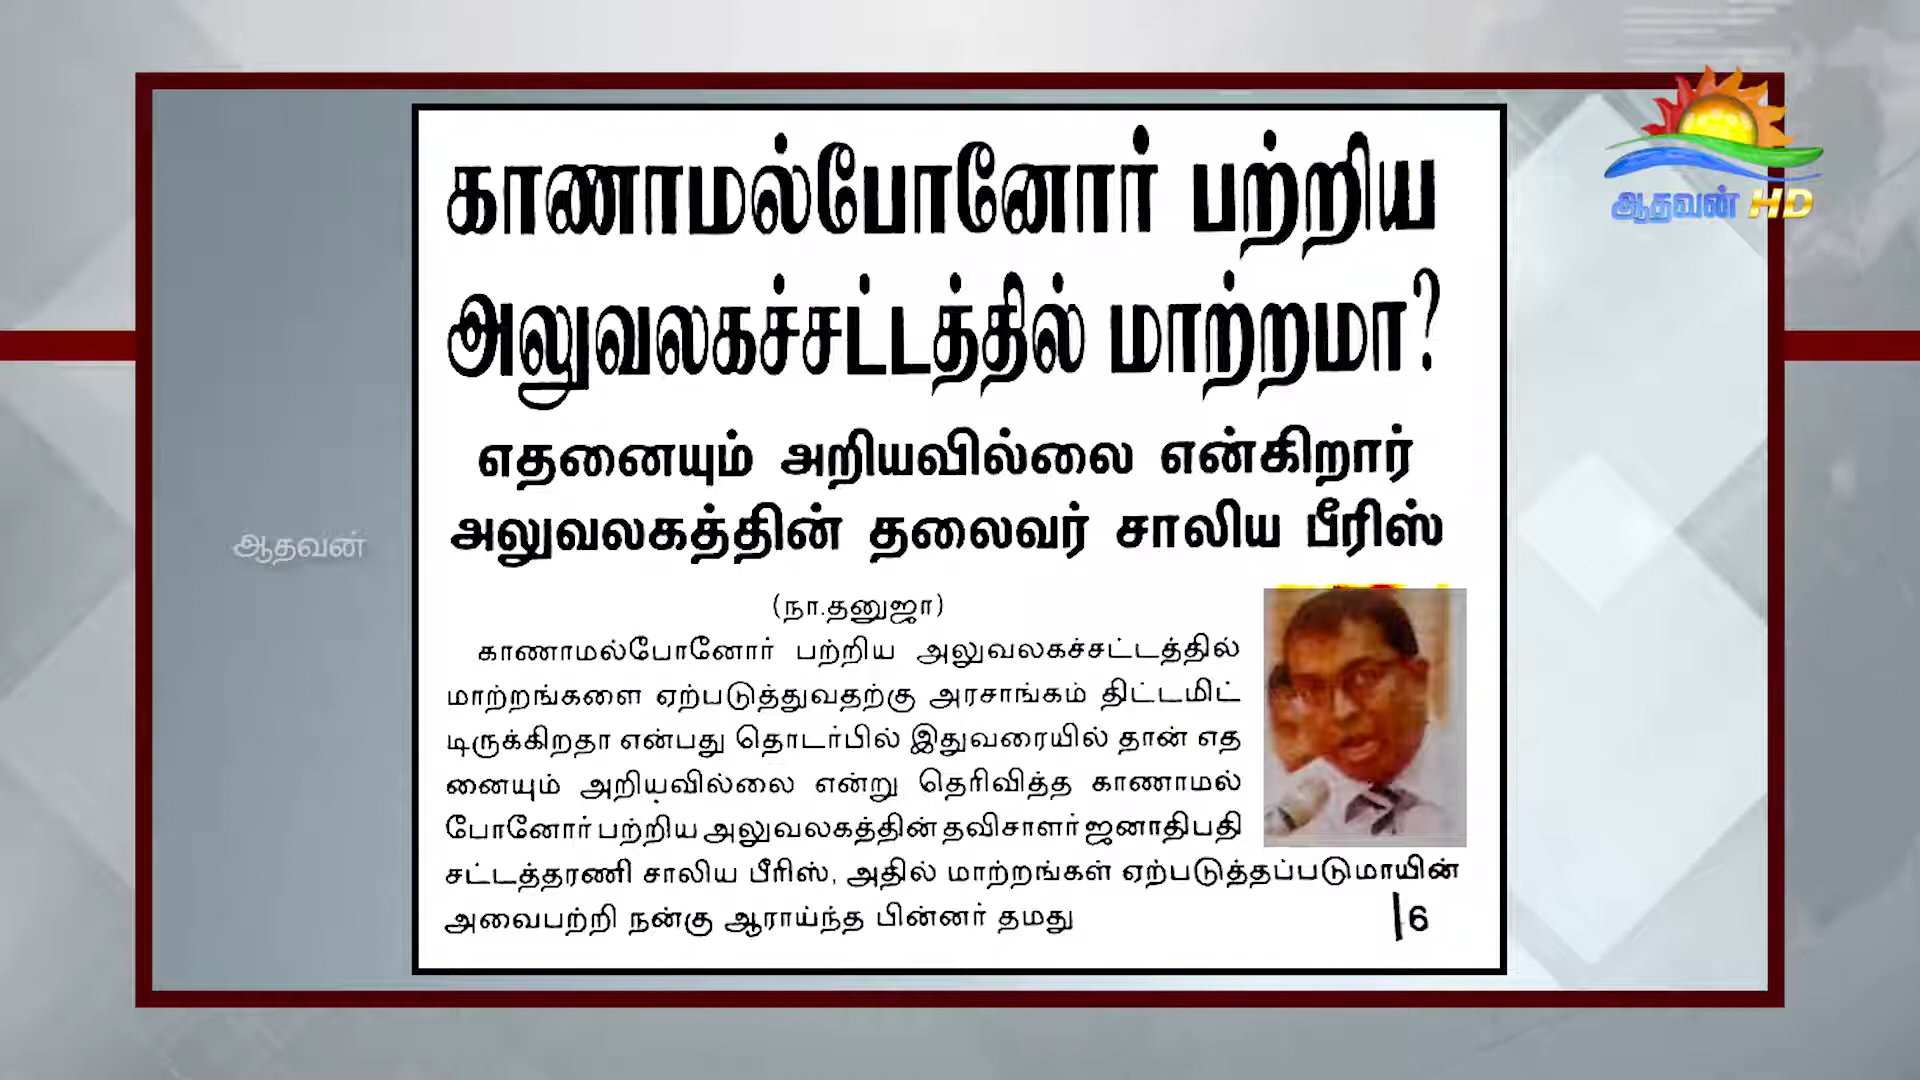 காணாமல்போனோர் பற்றிய
அலுவலகச்சட்டத்தில் மாற்றமா?
எதனையும் அறியவில்லை என்கிறார்
அலுவலகத்தின் தலைவர் சாலிய பீரிஸ்
(நா.தனுஜா)
காணாமல்போனோர் பற்றிய அலுவலகச்சட்டத்தில்
மாற்றங்களை ஏற்படுத்துவதற்கு அரசாங்கம் திட்டமிட்
டிருக்கிறதா என்பது தொடர்பில் இதுவரையில் தான் எத
னையும் அறியவில்லை என்று தெரிவித்த காணாமல்
போனோர் பற்றிய அலுவலகத்தின் தவிசாளர் ஜனாதிபதி
சட்டத்தரணி சாலிய பீரிஸ், அதில் மாற்றங்கள் ஏற்படுத்தப்படுமாயின்
அவைபற்றி நன்கு ஆராய்ந்த பின்னர் தமது
|6
ஆதவன்
ஆதவன் HD